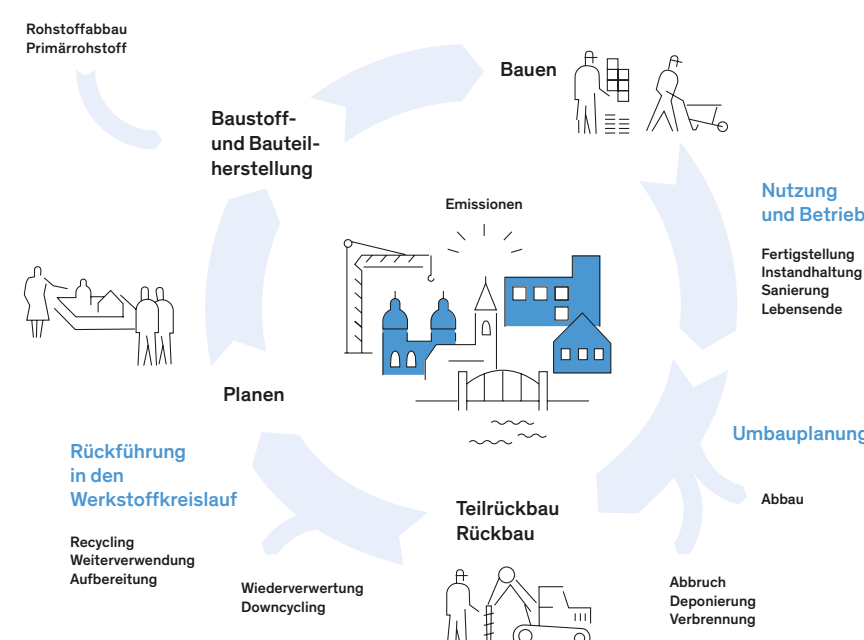 Rohstoffabbau
Primärrohstoff
Bauen
Baustoff-
und Bauteil-
herstellung
Emissionen
Nutzung
und Betrieb
Fertigstellung
Instandhaltung
Sanierung
Lebensende
Planen
Umbauplanung
Rückführung
in den
Werkstoffkreislauf
Abbau
Teilrückbau
Rückbau
Recycling
Weiterverwendung
Aufbereitung
Wiederverwertung
Downcycling
Abbruch
Deponierung
Verbrennung